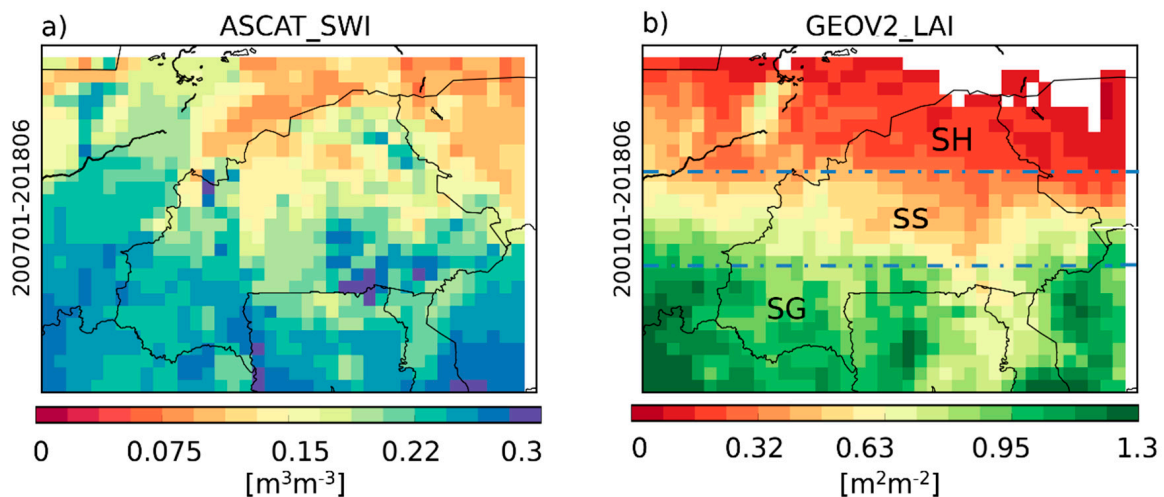 a)
ASCAT_SWI
200701-201806
0 0.075 0.15 0.22 0.3
[m³m⁻³]
b)
GEOV2_LAI
200101-201806
SH
SS
SG
0 0.32 0.63 0.95 1.3
[m²m⁻²]